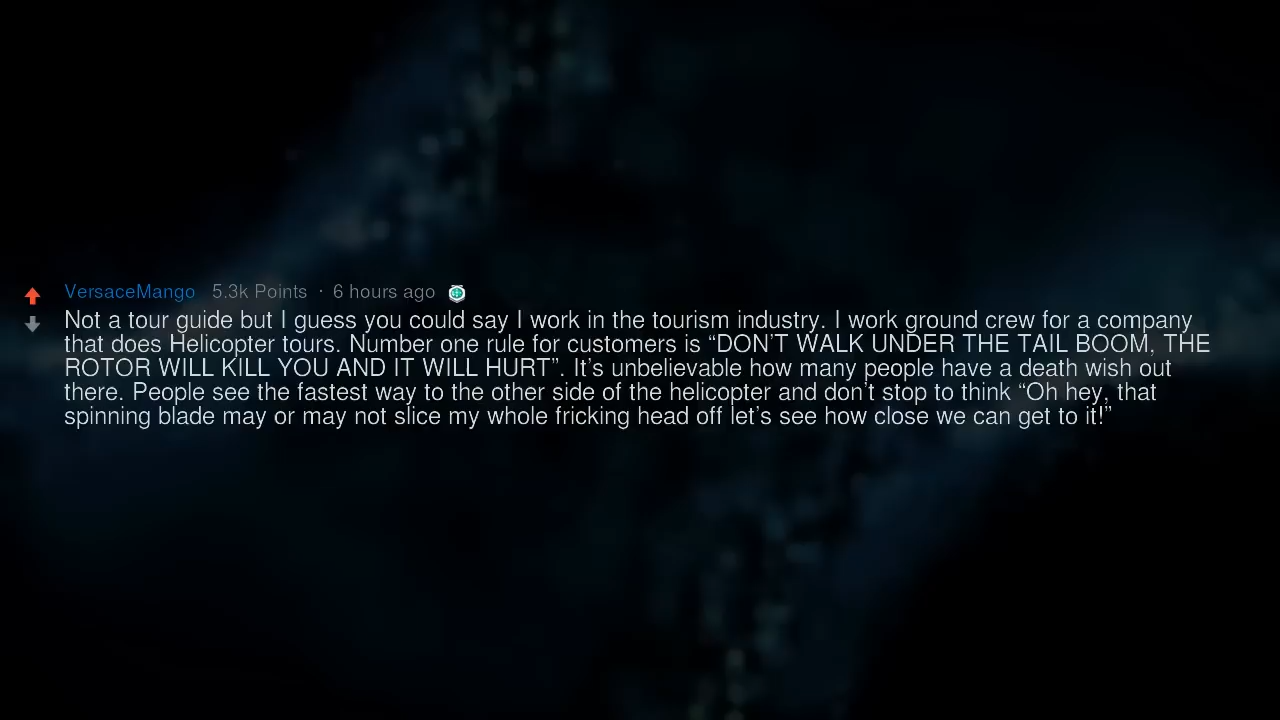 VersaceMango 5.3k Points · 6 hours ago
Not a tour guide but I guess you could say I work in the tourism industry. I work ground crew for a company
that does Helicopter tours. Number one rule for customers is “DON’T WALK UNDER THE TAIL BOOM, THE
ROTOR WILL KILL YOU AND IT WILL HURT”. It’s unbelievable how many people have a death wish out
there. People see the fastest way to the other side of the helicopter and don’t stop to think “Oh hey, that
spinning blade may or may not slice my whole fricking head off let’s see how close we can get to it!”